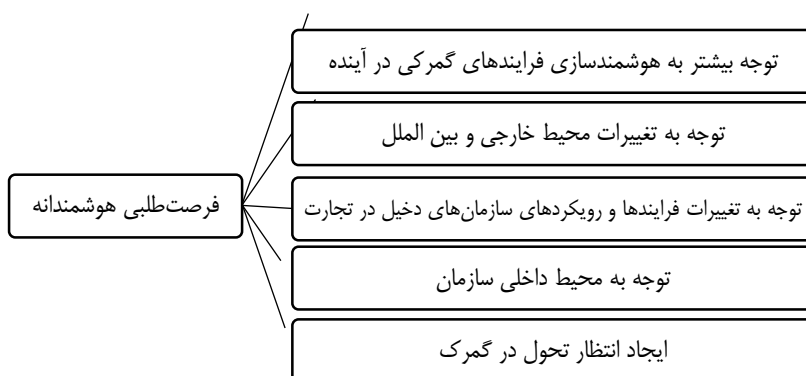 توجه بیشتر به هوشمندسازی فرایندهای گمرکی در آینده
توجه به تغییرات محیط خارجی و بین الملل
توجه به تغییرات فرایندها و رویکردهای سازمان‌های دخیل در تجارت
فرصت‌طلبی هوشمندانه
توجه به محیط داخلی سازمان
ایجاد انتظار تحول در گمرک